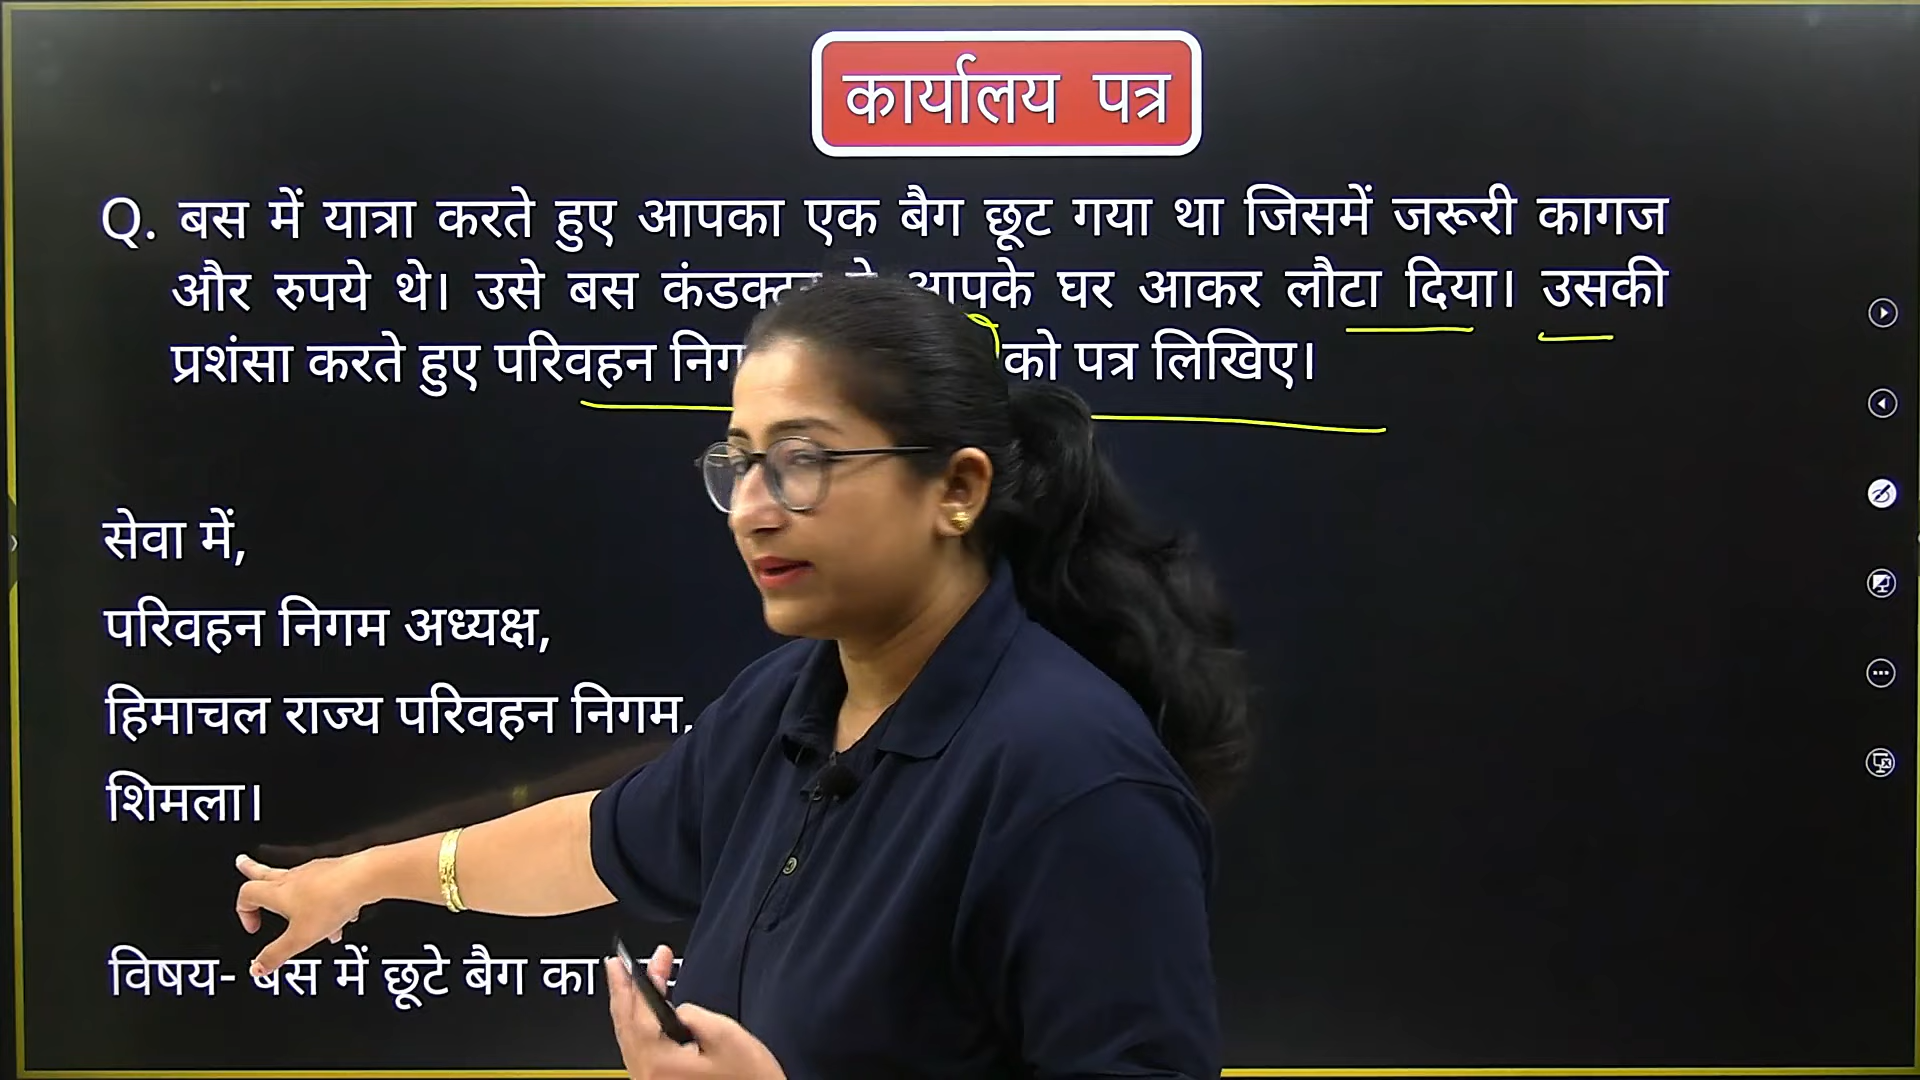 कार्यालय पत्र
Q. बस में यात्रा करते हुए आपका एक बैग छूट गया था जिसमें जरूरी कागज
और रुपये थे। उसे बस आपके घर आकर लौटा दिया। उसकी
प्रशंसा करते हुए परिवहन को पत्र लिखिए।
सेवा में,
परिवहन निगम अध्यक्ष,
हिमाचल राज्य परिवहन निगम,
शिमला।
विषय- बस में छूटे बैग का